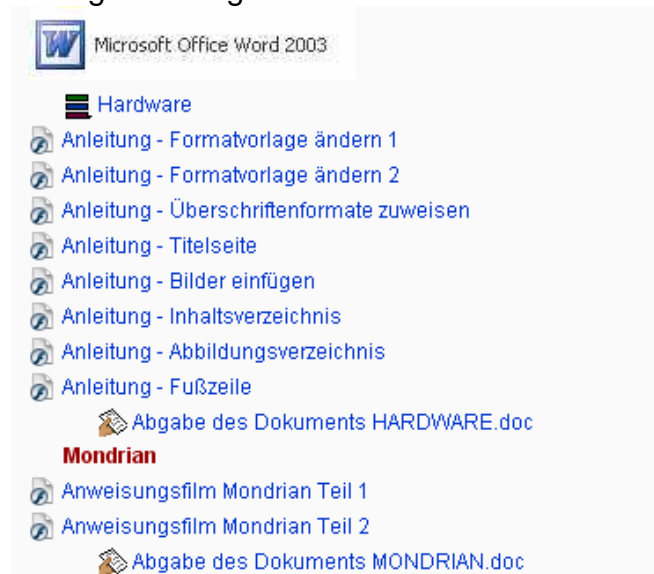 Microsoft Office Word 2003
Hardware
Anleitung - Formatvorlage ändern 1
Anleitung - Formatvorlage ändern 2
Anleitung - Überschriftenformate zuweisen
Anleitung - Titelseite
Anleitung - Bilder einfügen
Anleitung - Inhaltsverzeichnis
Anleitung - Abbildungsverzeichnis
Anleitung - Fußzeile
Abgabe des Dokuments HARDWARE.doc
Mondrian
Anweisungsfilm Mondrian Teil 1
Anweisungsfilm Mondrian Teil 2
Abgabe des Dokuments MONDRIAN.doc